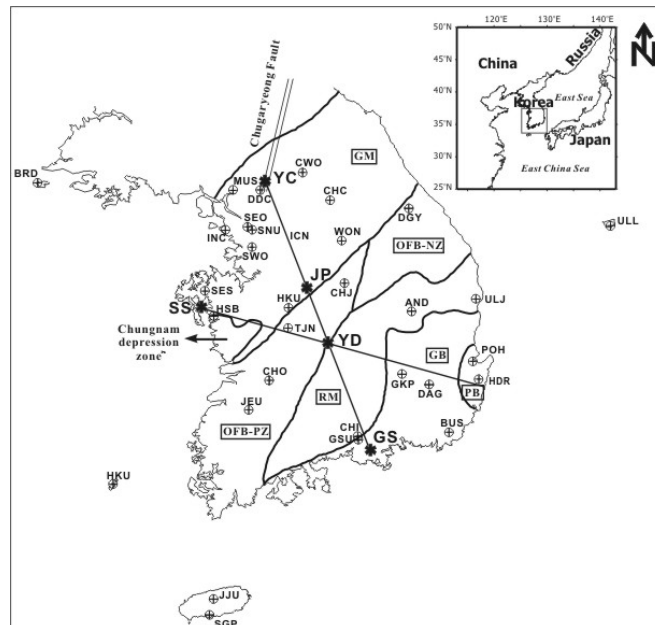 120°E 130°E 140°E
50°N
45°N
40°N
35°N
30°N
25°N
China
Russia
Korea
East Sea
Japan
East China Sea
N
Chugaryeong Fault
GM
CWO
MUS
YC
DDC
CHC
BRD
DGY
ULL
SEO
SNU
ICN
INC
WON
SWO
OFB-NZ
JP
CHJ
SES
SS
HSB
HKU
AND
ULJ
TJN
Chungnam
depression
zone"
YD
GB
POH
CHO
GKP
DAG
HDR
PB
RM
JEU
OFB-PZ
CHI
GSU
GS
BUS
HKU
JJU
SGP